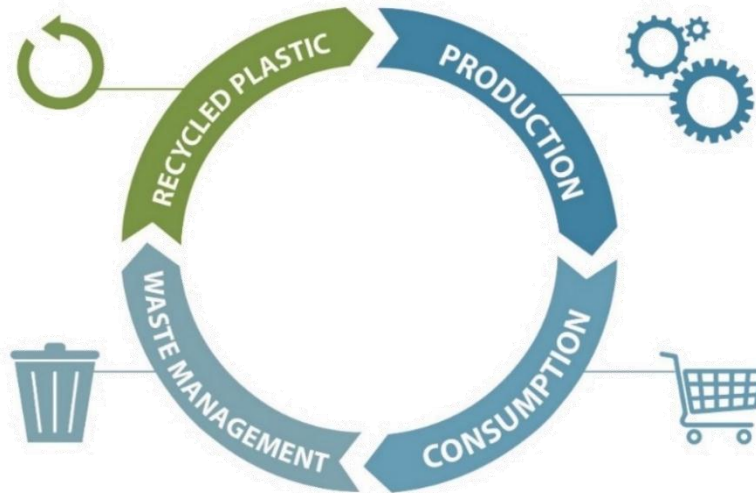 RECYCLED PLASTIC
PRODUCTION
CONSUMPTION
WASTE MANAGEMENT